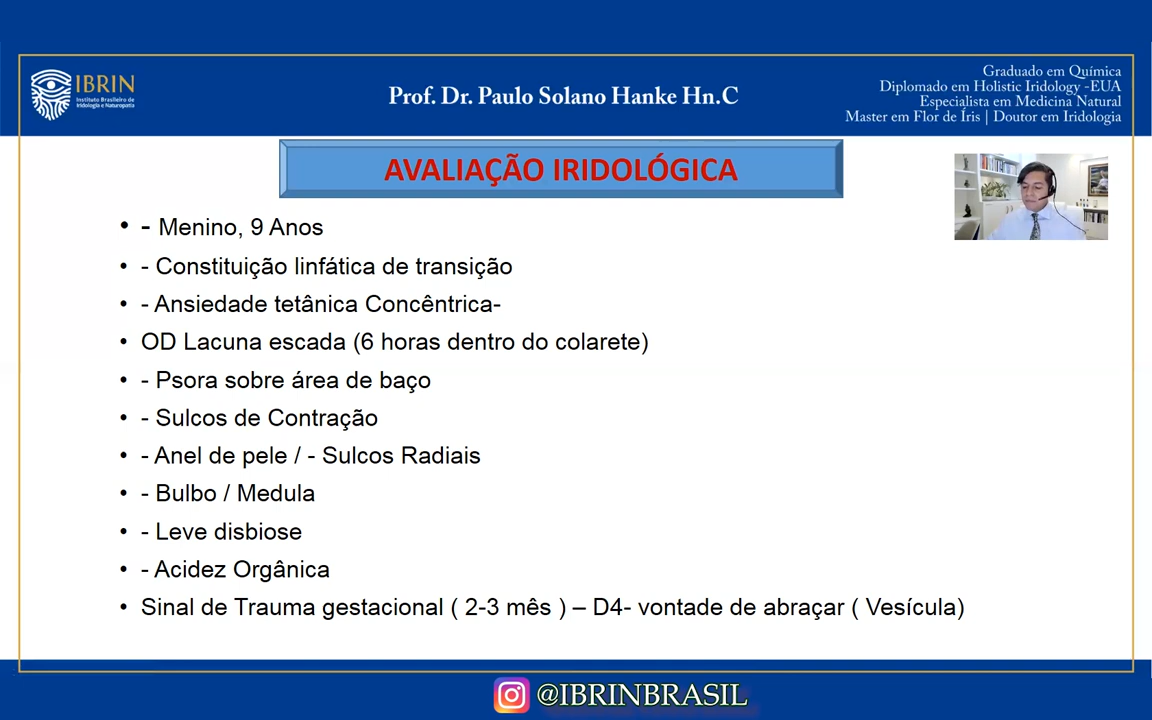 IBRIN
Instituto Brasileiro de
Iridologia e Naturopatia
Prof. Dr. Paulo Solano Hanke Hn.C
Graduado em Química
Diplomado em Holistic Iridology -EUA
Especialista em Medicina Natural
Master em Flor de Íris | Doutor em Iridologia
AVALIAÇÃO IRIDOLÓGICA
• - Menino, 9 Anos
• - Constituição linfática de transição
• - Ansiedade tetânica Concêntrica-
• OD Lacuna escada (6 horas dentro do colarete)
• - Psora sobre área de baço
• - Sulcos de Contração
• - Anel de pele / - Sulcos Radiais
• - Bulbo / Medula
• - Leve disbiose
• - Acidez Orgânica
• Sinal de Trauma gestacional ( 2-3 mês ) – D4- vontade de abraçar ( Vesícula)
@IBRINBRASIL